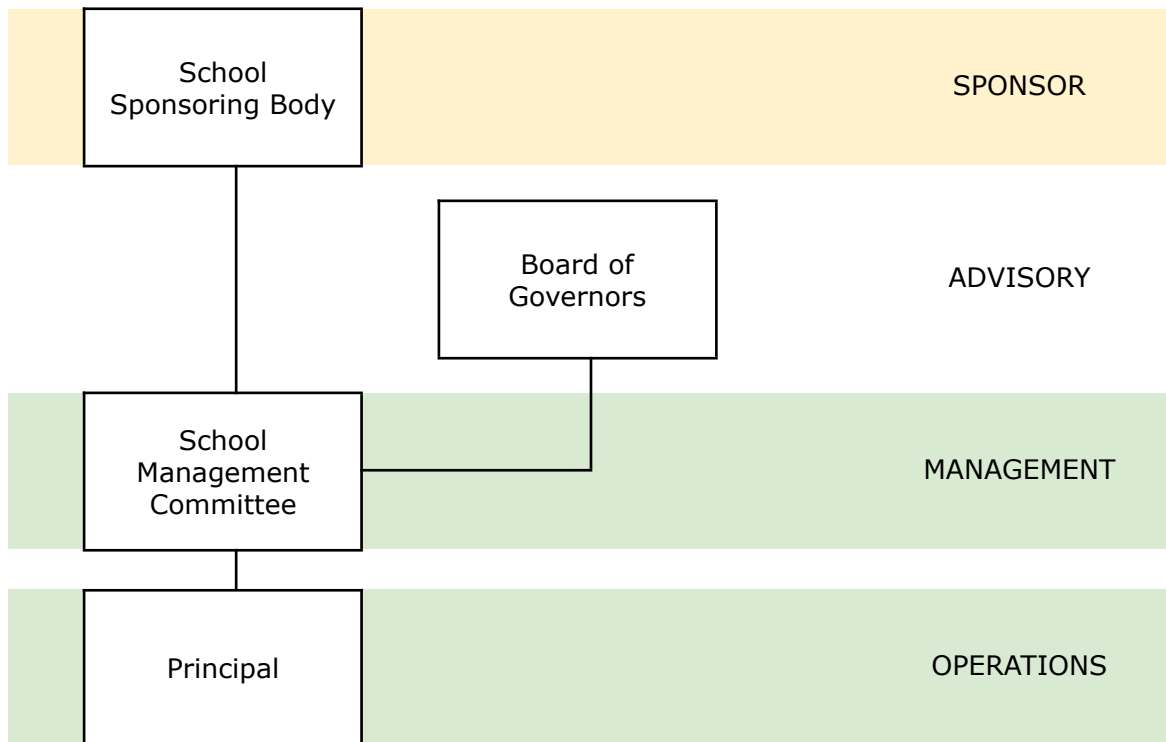 School
Sponsoring Body
SPONSOR
Board of
Governors
ADVISORY
School
Management
Committee
MANAGEMENT
Principal
OPERATIONS